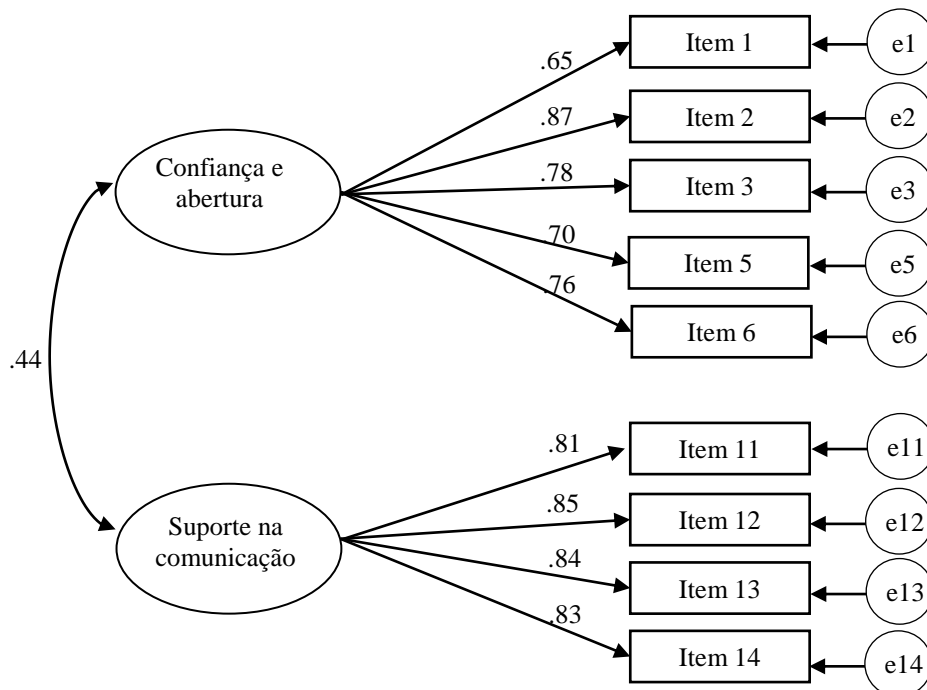 .65
Item 1
e1
.87
Item 2
e2
Confiança e
abertura
.78
Item 3
e3
.70
Item 5
e5
.76
Item 6
e6
.44
.81
Item 11
e11
.85
Item 12
e12
Suporte na
comunicação
.84
Item 13
e13
.83
Item 14
e14